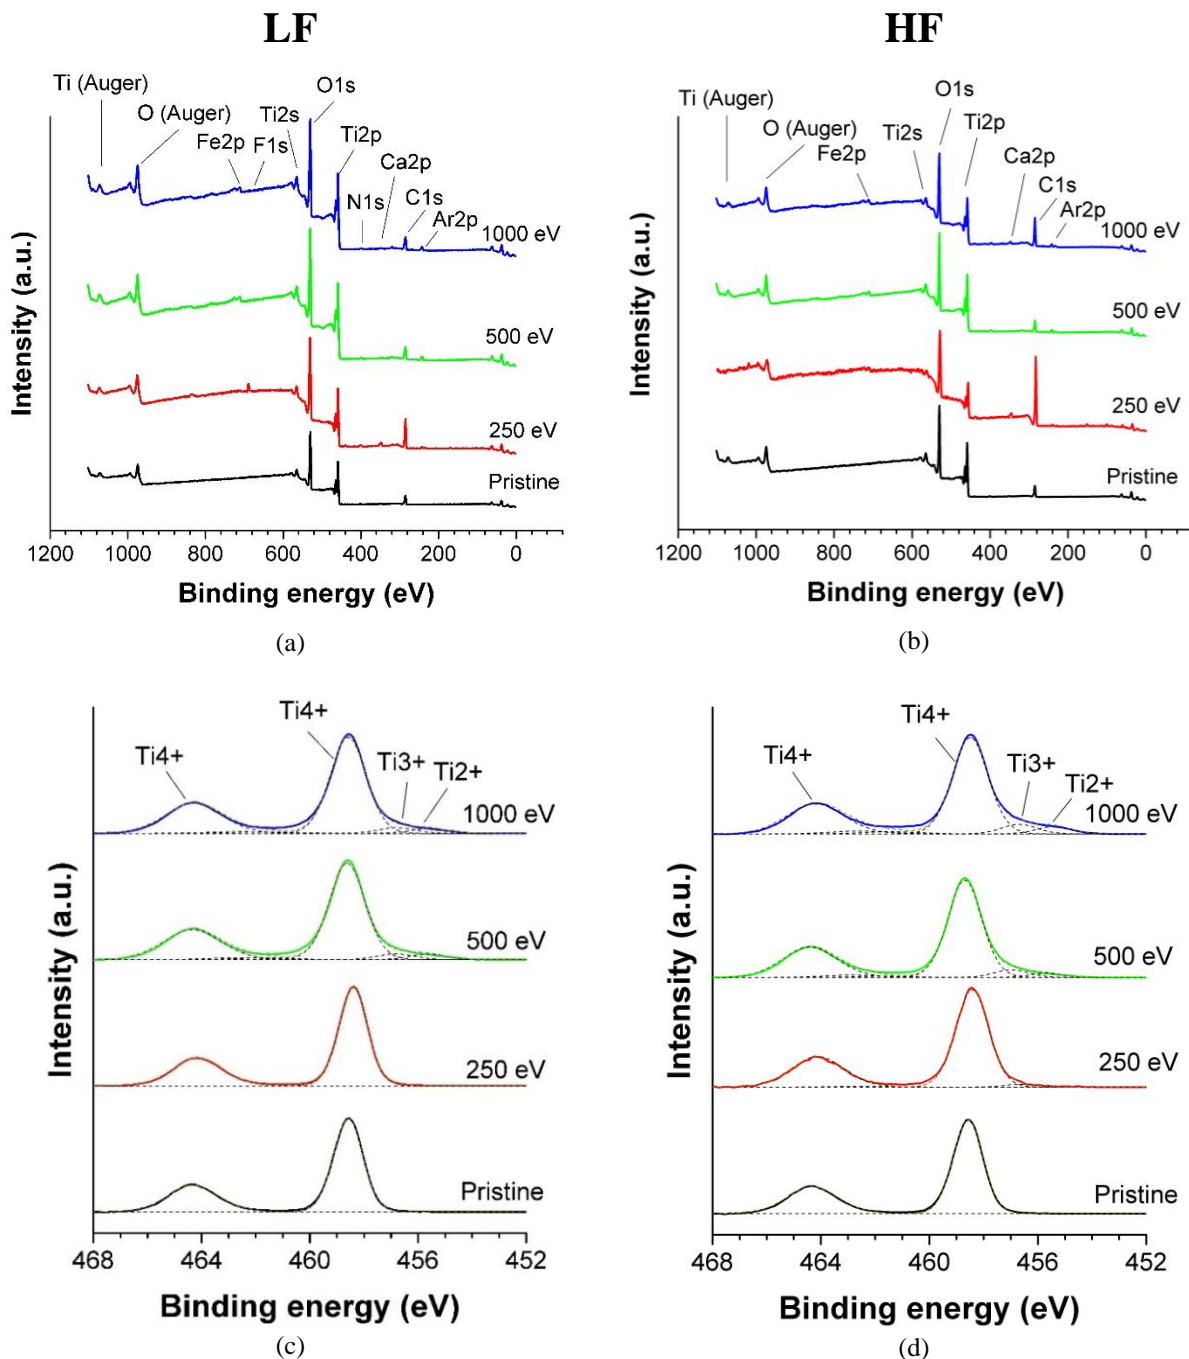 LF
HF
Ti (Auger)
O (Auger)
Fe2p
F1s
Ti2s
O1s
Ti2p
N1s
Ca2p
C1s
Ar2p
1000 eV
500 eV
250 eV
Pristine
Intensity (a.u.)
1200 1000 800 600 400 200 0
Binding energy (eV)
(a)
Ti (Auger)
O (Auger)
Fe2p
Ti2s
O1s
Ti2p
Ca2p
C1s
Ar2p
1000 eV
500 eV
250 eV
Pristine
Intensity (a.u.)
1200 1000 800 600 400 200 0
Binding energy (eV)
(b)
Ti4+
Ti4+
Ti3+
Ti2+
1000 eV
500 eV
250 eV
Pristine
Intensity (a.u.)
468 464 460 456 452
Binding energy (eV)
(c)
Ti4+
Ti4+
Ti3+
Ti2+
1000 eV
500 eV
250 eV
Pristine
Intensity (a.u.)
468 464 460 456 452
Binding energy (eV)
(d)